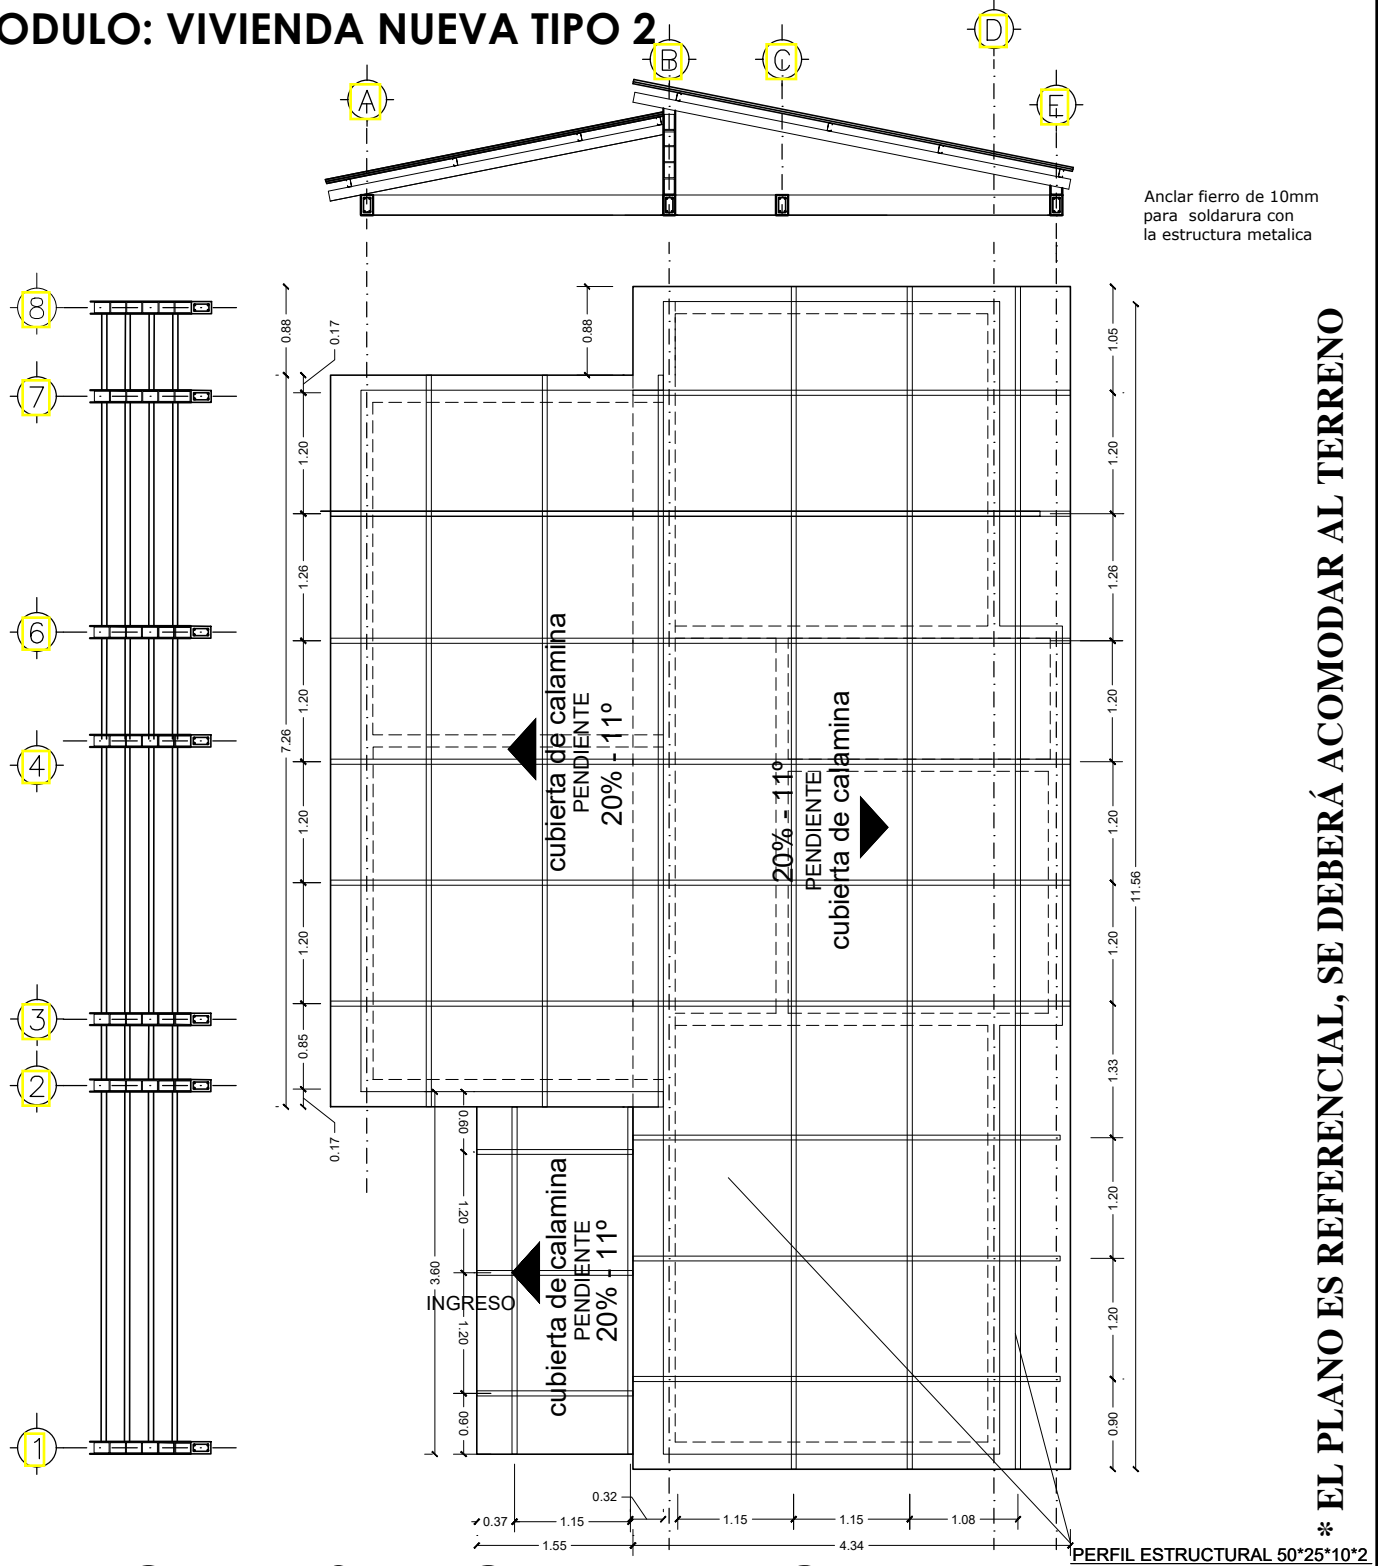 ODULO: VIVIENDA NUEVA TIPO 2
A
B
C
D
E
Anclar fierro de 10mm
para soldarura con
la estructura metalica
8
7
6
4
3
2
1
0.88
0.17
0.88
1.05
1.20
1.26
1.20
7.26
1.20
1.20
0.85
0.17
1.20
1.26
1.20
1.20
1.20
11.56
1.33
1.20
1.20
0.90
cubierta de calamina
PENDIENTE
20% - 11º
20% - 11º
PENDIENTE
cubierta de calamina
0.60
1.20
3.60
1.20
0.60
INGRESO
cubierta de calamina
PENDIENTE
20% - 11º
0.32
0.37
1.15
1.15
1.15
1.08
1.55
4.34
PERFIL ESTRUCTURAL 50*25*10*2
* EL PLANO ES REFERENCIAL, SE DEBERÁ ACOMODAR AL TERRENO